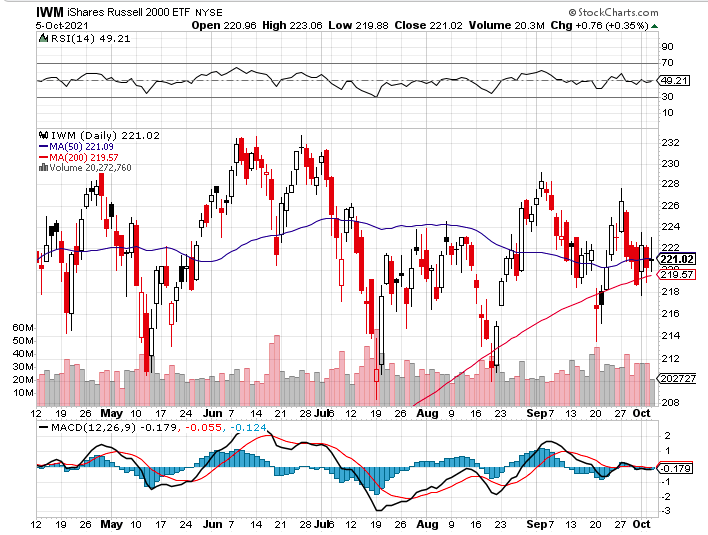 IWM iShares Russell 2000 ETF NYSE © StockCharts.com
5-Oct-2021 Open 220.96 High 223.06 Low 219.88 Close 221.02 Volume 20.3M Chg +0.76 (+0.35%)
RSI(14) 49.21
90
70
49.21
30
10
IWM (Daily) 221.02
MA(50) 221.09
MA(200) 219.57
Volume 20,272,760
232
230
228
226
224
222
221.02
219.57
218
216
214
212
208
60M
50M
40M
30M
20M
10M
202727
12 19 26 May 10 17 24 Jun 7 14 21 28 Jul 6 12 19 26 Aug 9 16 23 Sep 7 13 20 27 Oct
MACD(12,26,9) -0.179, -0.055, -0.124
2
1
-0.179
-1
-2
-3
12 19 26 May 10 17 24 Jun 7 14 21 28 Jul 6 12 19 26 Aug 9 16 23 Sep 7 13 20 27 Oct